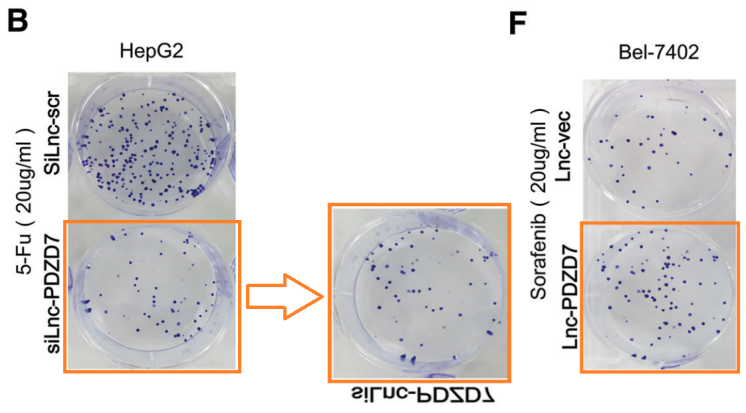 B
HepG2
5-Fu ( 20ug/ml )
SiLnc-scr
siLnc-PDZD7
siLnc-PDZD7
F
Bel-7402
Sorafenib ( 20ug/ml )
Lnc-vec
Lnc-PDZD7